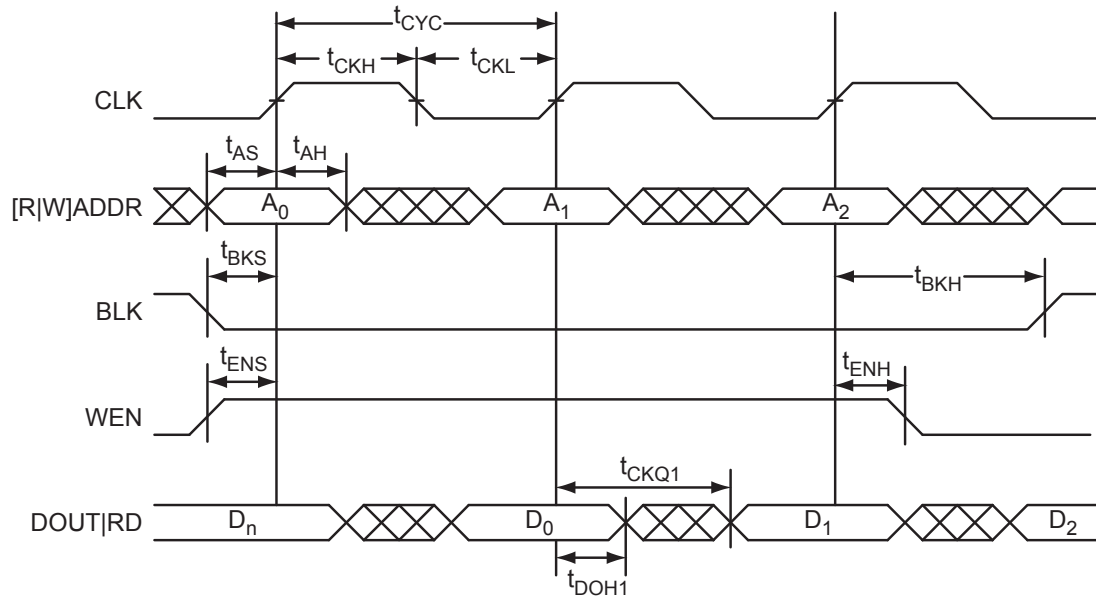 tCYC
tCKH tCKL
CLK
tAS tAH
[R|W]ADDR A0 A1 A2
tBKS tBKH
BLK
tENS tENH
WEN
tCKQ1
DOUT|RD Dn D0 D1 D2
tDOH1